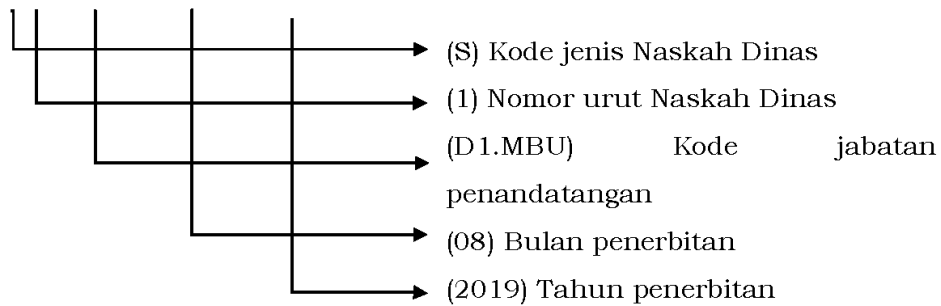 (S) Kode jenis Naskah Dinas
(1) Nomor urut Naskah Dinas
(D1.MBU) Kode jabatan
penandatangan
(08) Bulan penerbitan
(2019) Tahun penerbitan